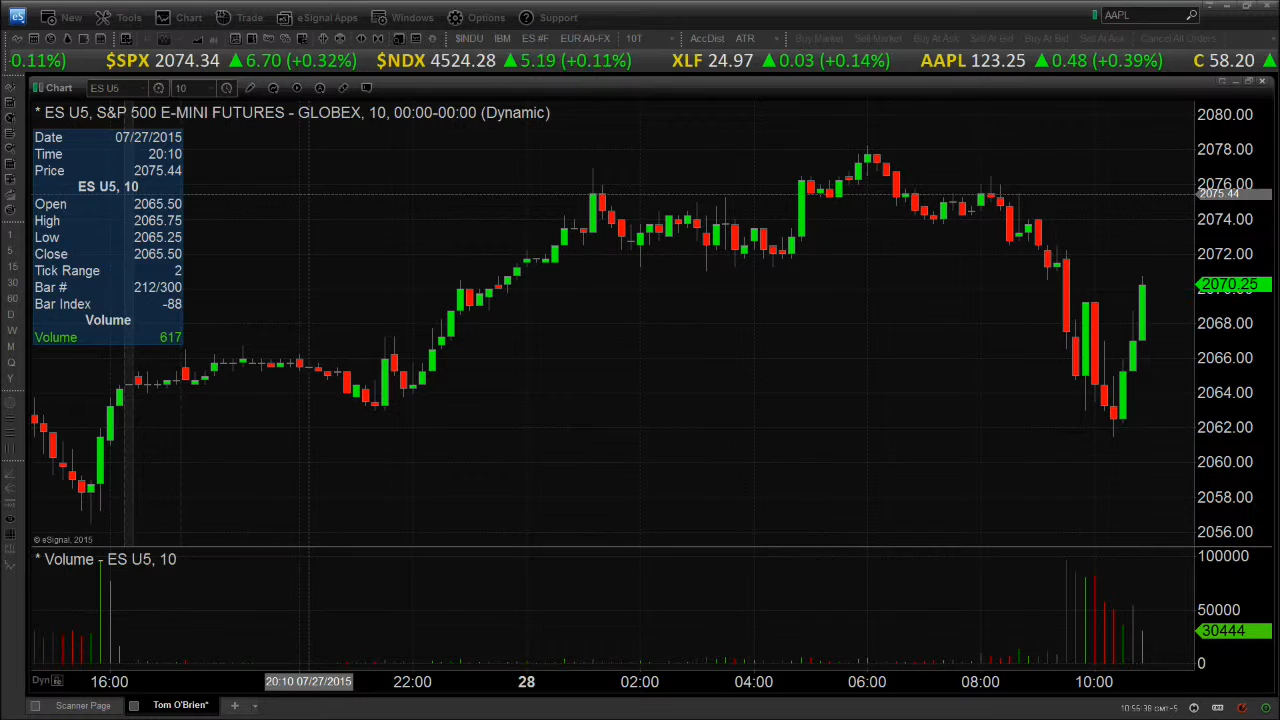 eS New Tools Chart Trade eSignal Apps Windows Options Support AAPL
$INDU IBM ES #F EUR A0-FX 10T AccDist ATR Buy Market Sell Market Buy At Ask Sell At Bid Buy At Bid Sell At Ask Cancel All Orders
-0.11%) $SPX 2074.34 ▲ 6.70 (+0.32%) $NDX 4524.28 ▲ 5.19 (+0.11%) XLF 24.97 ▲ 0.03 (+0.14%) AAPL 123.25 ▲ 0.48 (+0.39%) C 58.20 ▲
Chart ES U5 10
* ES U5, S&P 500 E-MINI FUTURES - GLOBEX, 10, 00:00-00:00 (Dynamic)
Date 07/27/2015
Time 20:10
Price 2075.44
ES U5, 10
Open 2065.50
High 2065.75
Low 2065.25
Close 2065.50
Tick Range 2
Bar # 212/300
Bar Index -88
Volume
Volume 617
1
5
15
30
60
D
W
M
Q
Y
2080.00
2078.00
2076.00
2075.44
2074.00
2072.00
2070.25
2068.00
2066.00
2064.00
2062.00
2060.00
2058.00
2056.00
© eSignal, 2015
* Volume - ES U5, 10
100000
50000
30444
0
Dyn 16:00 20:10 07/27/2015 22:00 28 02:00 04:00 06:00 08:00 10:00
Scanner Page Tom O'Brien* +
10:55:38 GMT-5